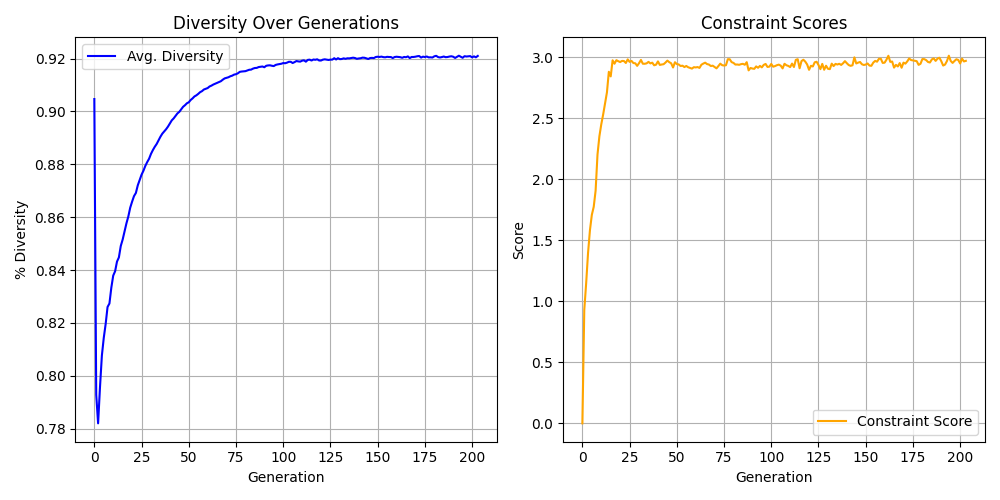 Diversity Over Generations
Avg. Diversity
% Diversity
0.92
0.90
0.88
0.86
0.84
0.82
0.80
0.78
0 25 50 75 100 125 150 175 200
Generation
Constraint Scores
Score
3.0
2.5
2.0
1.5
1.0
0.5
0.0
Constraint Score
0 25 50 75 100 125 150 175 200
Generation